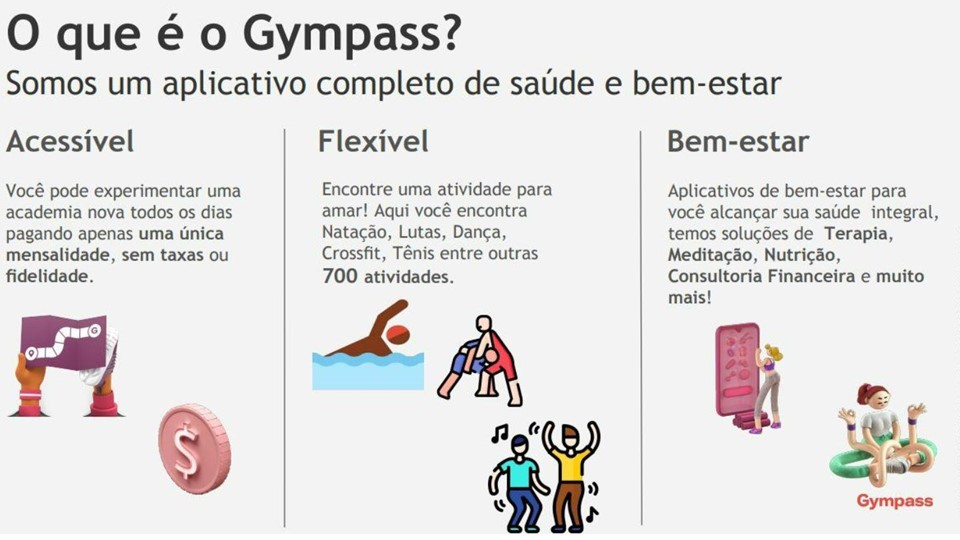 O que é o Gympass?
Somos um aplicativo completo de saúde e bem-estar
Acessível
Você pode experimentar uma
academia nova todos os dias
pagando apenas uma única
mensalidade, sem taxas ou
fidelidade.
Flexível
Encontre uma atividade para
amar! Aqui você encontra
Natação, Lutas, Dança,
Crossfit, Tênis entre outras
700 atividades.
Bem-estar
Aplicativos de bem-estar para
você alcançar sua saúde integral,
temos soluções de Terapia,
Meditação, Nutrição,
Consultoria Financeira e muito
mais!
$
Gympass